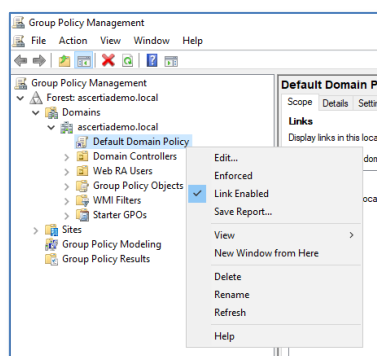 Group Policy Management
File Action View Window Help
Group Policy Management
Forest: ascertiademo.local
Domains
ascertiademo.local
Default Domain Policy
Domain Controllers
Web RA Users
Group Policy Objects
WMI Filters
Starter GPOs
Sites
Group Policy Modeling
Group Policy Results
Edit...
Enforced
Link Enabled
Save Report...
View
New Window from Here
Delete
Rename
Refresh
Help
Default Domain P
Scope Details Settin
Links
Display links in this loca